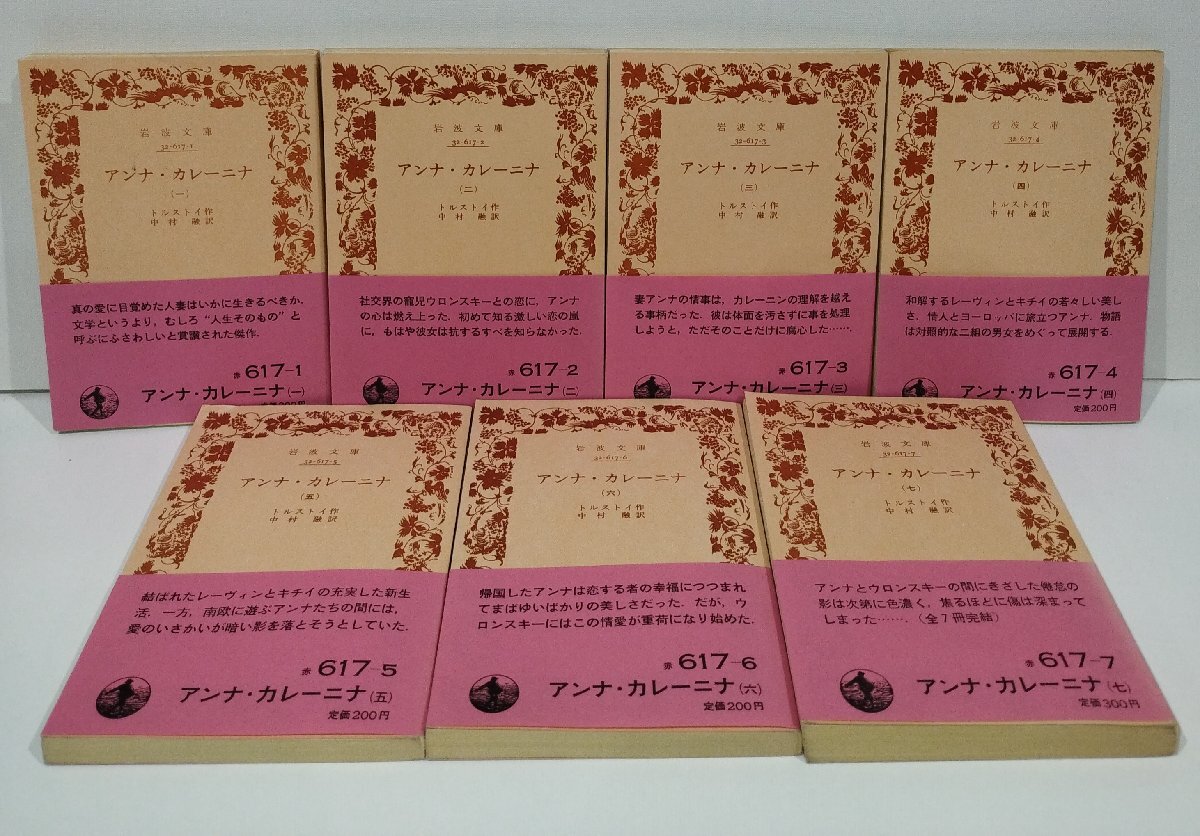 岩波文庫
32-617-1
アンナ・カレーニナ
(一)
トルストイ作
中村 融訳
真の愛に目覚めた人妻はいかに生きるべきか.
文学というより, むしろ“人生そのもの”と
呼ぶにふさわしいと賞讃された傑作.
赤 617-1
アンナ・カレーニナ(一)
岩波文庫
32-617-2
アンナ・カレーニナ
(二)
トルストイ作
中村 融訳
社交界の寵児ウロンスキーとの恋に, アンナ
の心は燃え上った. 初めて知る激しい恋の嵐
に, もはや彼女は抗するすべを知らなかった.
赤 617-2
アンナ・カレーニナ(二)
岩波文庫
32-617-3
アンナ・カレーニナ
(三)
トルストイ作
中村 融訳
妻アンナの情事は, カレーニンの理解を越え
る事柄だった. 彼は体面を汚さずに事を処理
しようと, ただそのことだけに腐心した…….
赤 617-3
アンナ・カレーニナ(三)
岩波文庫
32-617-4
アンナ・カレーニナ
(四)
トルストイ作
中村 融訳
和解するレーヴィンとキチイの若々しい美し
さ, 情人とヨーロッパに旅立つアンナ. 物語
は対照的な二組の男女をめぐって展開する.
赤 617-4
アンナ・カレーニナ(四)
定価200円
岩波文庫
32-617-5
アンナ・カレーニナ
(五)
トルストイ作
中村 融訳
結ばれたレーヴィンとキチイの充実した新生
活. 一方, 南欧に遊ぶアンナたちの間には,
愛のいさかいが暗い影を落とそうとしていた.
赤 617-5
アンナ・カレーニナ(五)
定価200円
岩波文庫
32-617-6
アンナ・カレーニナ
(六)
トルストイ作
中村 融訳
帰国したアンナは恋する者の幸福につつまれ
てまばゆいばかりの美しさだった. だが, ウ
ロンスキーにはこの情愛が重荷になり始めた.
赤 617-6
アンナ・カレーニナ(六)
定価200円
岩波文庫
32-617-7
アンナ・カレーニナ
(七)
トルストイ作
中村 融訳
アンナとウロンスキーの間にきざした倦怠の
影は次第に色濃く, 焦るほどに傷は深まって
しまった…….(全7冊完結)
赤 617-7
アンナ・カレーニナ(七)
定価300円